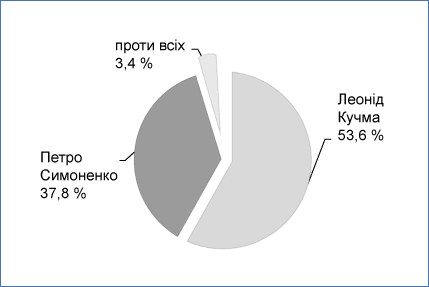 проти всіх
3,4 %
Леонід
Кучма
53,6 %
Петро
Симоненко
37,8 %